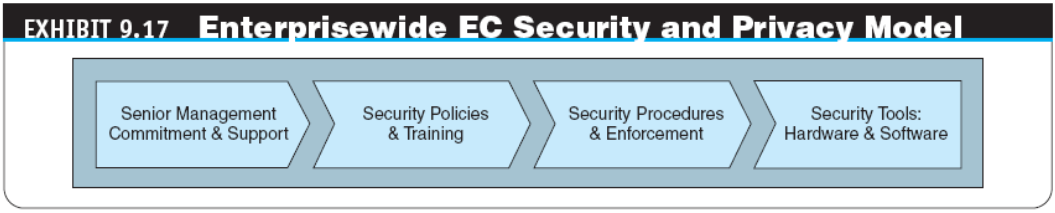 EXHIBIT 9.17 Enterprisewide EC Security and Privacy Model
Senior Management
Commitment & Support
Security Policies
& Training
Security Procedures
& Enforcement
Security Tools:
Hardware & Software